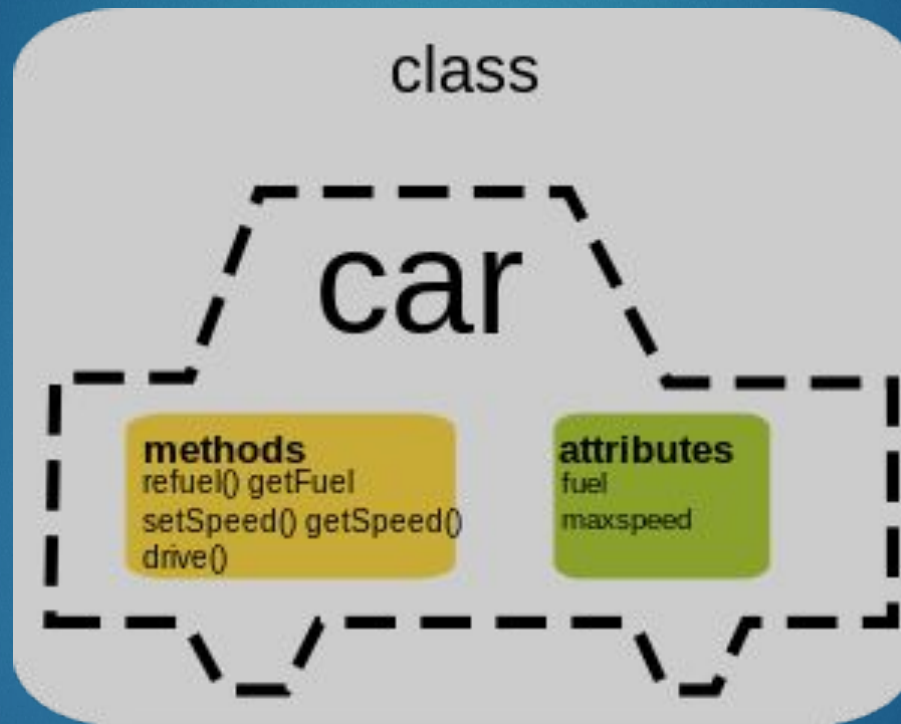 class
car
methods
refuel() getFuel
setSpeed() getSpeed()
drive()
attributes
fuel
maxspeed